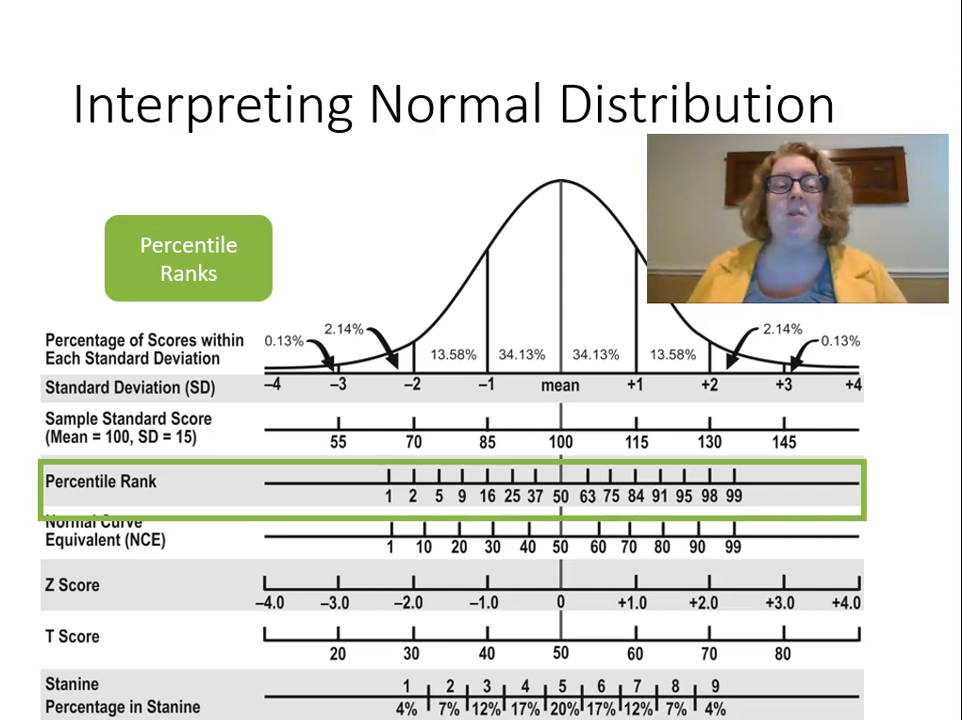 Interpreting Normal Distribution
Percentile
Ranks
Percentage of Scores within
Each Standard Deviation
0.13% 2.14% 13.58% 34.13% 34.13% 13.58% 2.14% 0.13%
Standard Deviation (SD) –4 –3 –2 –1 mean +1 +2 +3 +4
Sample Standard Score
(Mean = 100, SD = 15) 55 70 85 100 115 130 145
Percentile Rank
1 2 5 9 16 25 37 50 63 75 84 91 95 98 99
Normal Curve
Equivalent (NCE) 1 10 20 30 40 50 60 70 80 90 99
Z Score
–4.0 –3.0 –2.0 –1.0 0 +1.0 +2.0 +3.0 +4.0
T Score
20 30 40 50 60 70 80
Stanine 1 2 3 4 5 6 7 8 9
Percentage in Stanine 4% 7% 12% 17% 20% 17% 12% 7% 4%